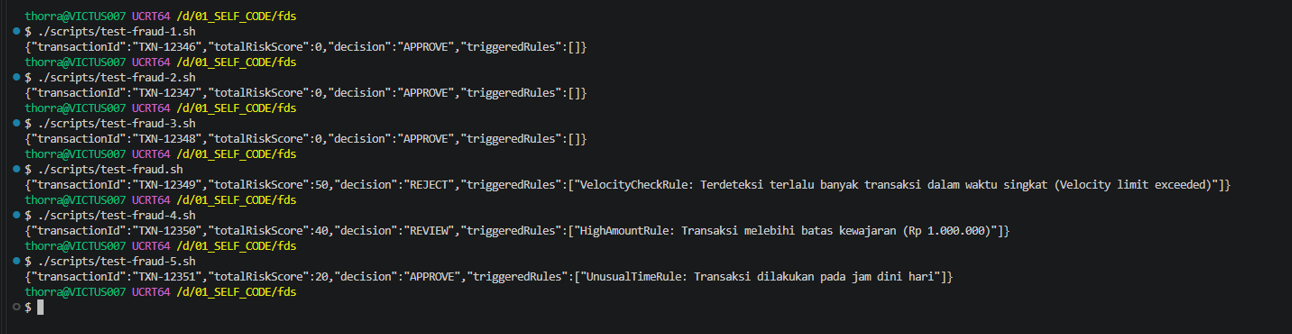 thorra@VICTUS007 UCRT64 /d/01_SELF_CODE/fds
$ ./scripts/test-fraud-1.sh
{"transactionId":"TXN-12346","totalRiskScore":0,"decision":"APPROVE","triggeredRules":[]}
thorra@VICTUS007 UCRT64 /d/01_SELF_CODE/fds
$ ./scripts/test-fraud-2.sh
{"transactionId":"TXN-12347","totalRiskScore":0,"decision":"APPROVE","triggeredRules":[]}
thorra@VICTUS007 UCRT64 /d/01_SELF_CODE/fds
$ ./scripts/test-fraud-3.sh
{"transactionId":"TXN-12348","totalRiskScore":0,"decision":"APPROVE","triggeredRules":[]}
thorra@VICTUS007 UCRT64 /d/01_SELF_CODE/fds
$ ./scripts/test-fraud.sh
{"transactionId":"TXN-12349","totalRiskScore":50,"decision":"REJECT","triggeredRules":["VelocityCheckRule: Terdeteksi terlalu banyak transaksi dalam waktu singkat (Velocity limit exceeded)"]}
thorra@VICTUS007 UCRT64 /d/01_SELF_CODE/fds
$ ./scripts/test-fraud-4.sh
{"transactionId":"TXN-12350","totalRiskScore":40,"decision":"REVIEW","triggeredRules":["HighAmountRule: Transaksi melebihi batas kewajaran (Rp 1.000.000)"]}
thorra@VICTUS007 UCRT64 /d/01_SELF_CODE/fds
$ ./scripts/test-fraud-5.sh
{"transactionId":"TXN-12351","totalRiskScore":20,"decision":"APPROVE","triggeredRules":["UnusualTimeRule: Transaksi dilakukan pada jam dini hari"]}
thorra@VICTUS007 UCRT64 /d/01_SELF_CODE/fds
$